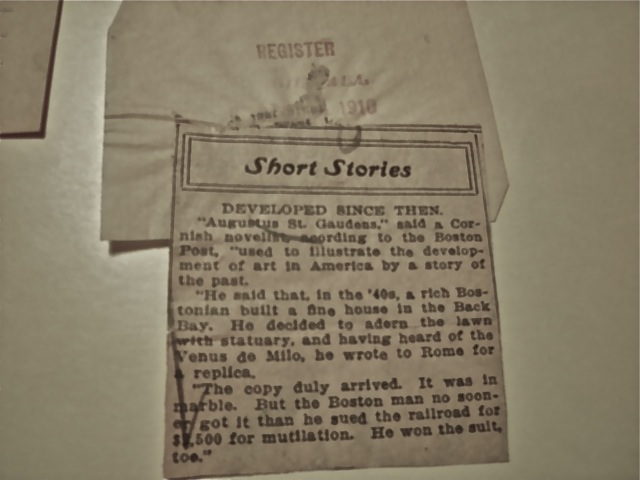 REGISTER
1910
Short Stories
DEVELOPED SINCE THEN.
"Augustus St. Gaudens," said a Cor-
nish novelist, acording to the Boston
Post, "used to illustrate the develop-
ment of art in America by a story of
the past.
"He said that, in the '40s, a rich Bos-
tonian built a fine house in the Back
Bay. He decided to adorn the lawn
with statuary, and having heard of the
Venus de Milo, he wrote to Rome for
a replica.
"The copy duly arrived. It was in
marble. But the Boston man no soon-
er got it than he sued the railroad for
,500 for mutilation. He won the suit,
too."